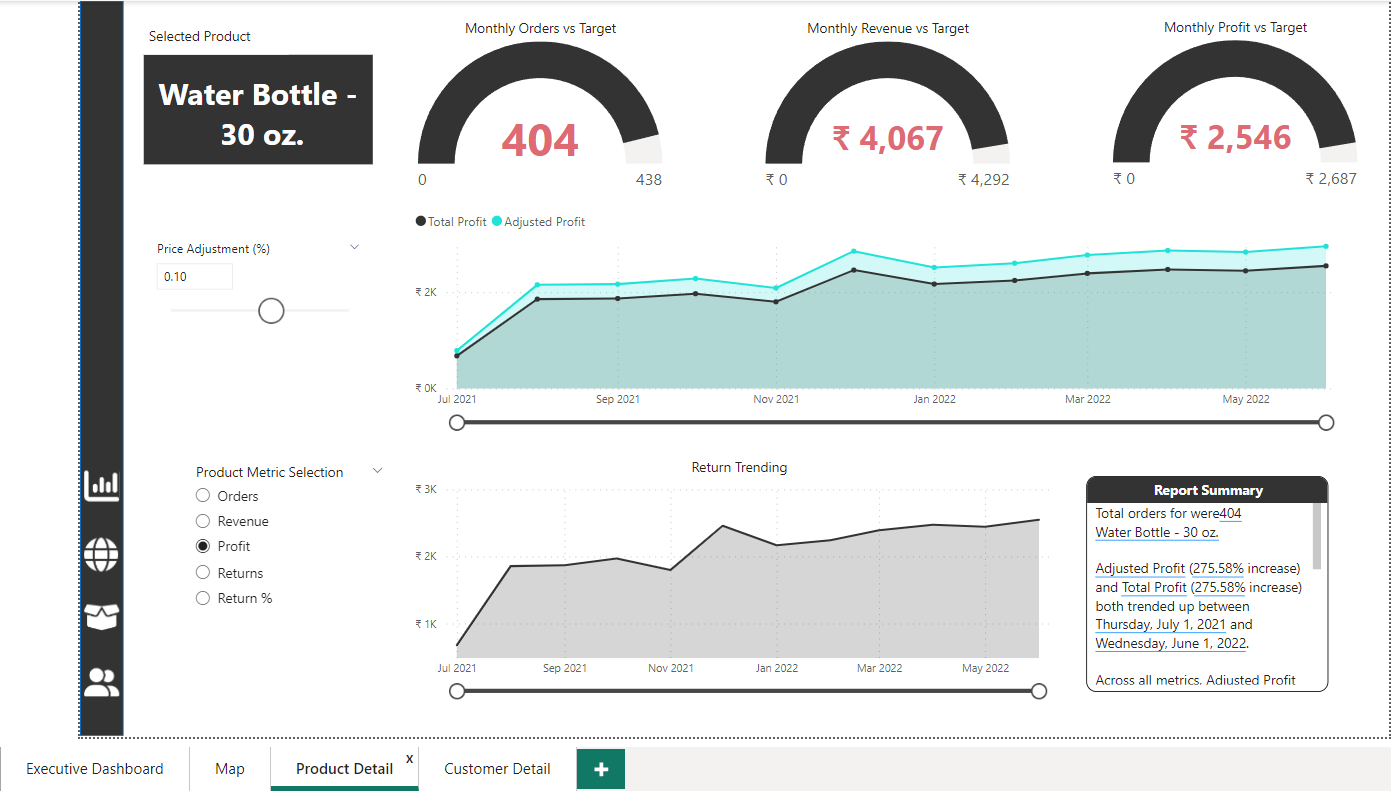 Selected Product
Water Bottle -
30 oz.
Monthly Orders vs Target
404
0
438
Monthly Revenue vs Target
₹ 4,067
₹ 0
₹ 4,292
Monthly Profit vs Target
₹ 2,546
₹ 0
₹ 2,687
Price Adjustment (%)
0.10
Total Profit
Adjusted Profit
₹ 2K
₹ 0K
Jul 2021
Sep 2021
Nov 2021
Jan 2022
Mar 2022
May 2022
Product Metric Selection
Orders
Revenue
Profit
Returns
Return %
Return Trending
₹ 3K
₹ 2K
₹ 1K
Jul 2021
Sep 2021
Nov 2021
Jan 2022
Mar 2022
May 2022
Report Summary
Total orders for were404
Water Bottle - 30 oz.
Adjusted Profit (275.58% increase)
and Total Profit (275.58% increase)
both trended up between
Thursday, July 1, 2021 and
Wednesday, June 1, 2022.
Across all metrics. Adjusted Profit
Executive Dashboard
Map
Product Detail
x
Customer Detail
+